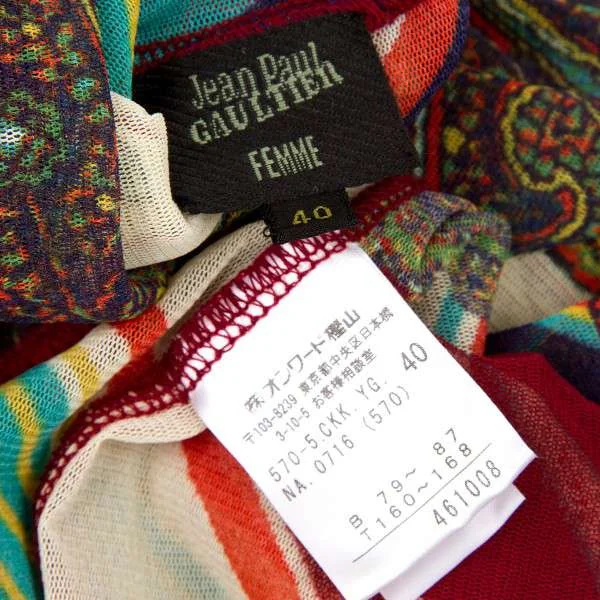 Jean Paul
GAULTIER
FEMME
40
㈱オンワード樫山
〒103-8239 東京都中央区日本橋
3-10-5 お客様相談室
570-5.CKK.YG. 40
NA. 0716 (570)
B 79～ 87
T160～168
461008